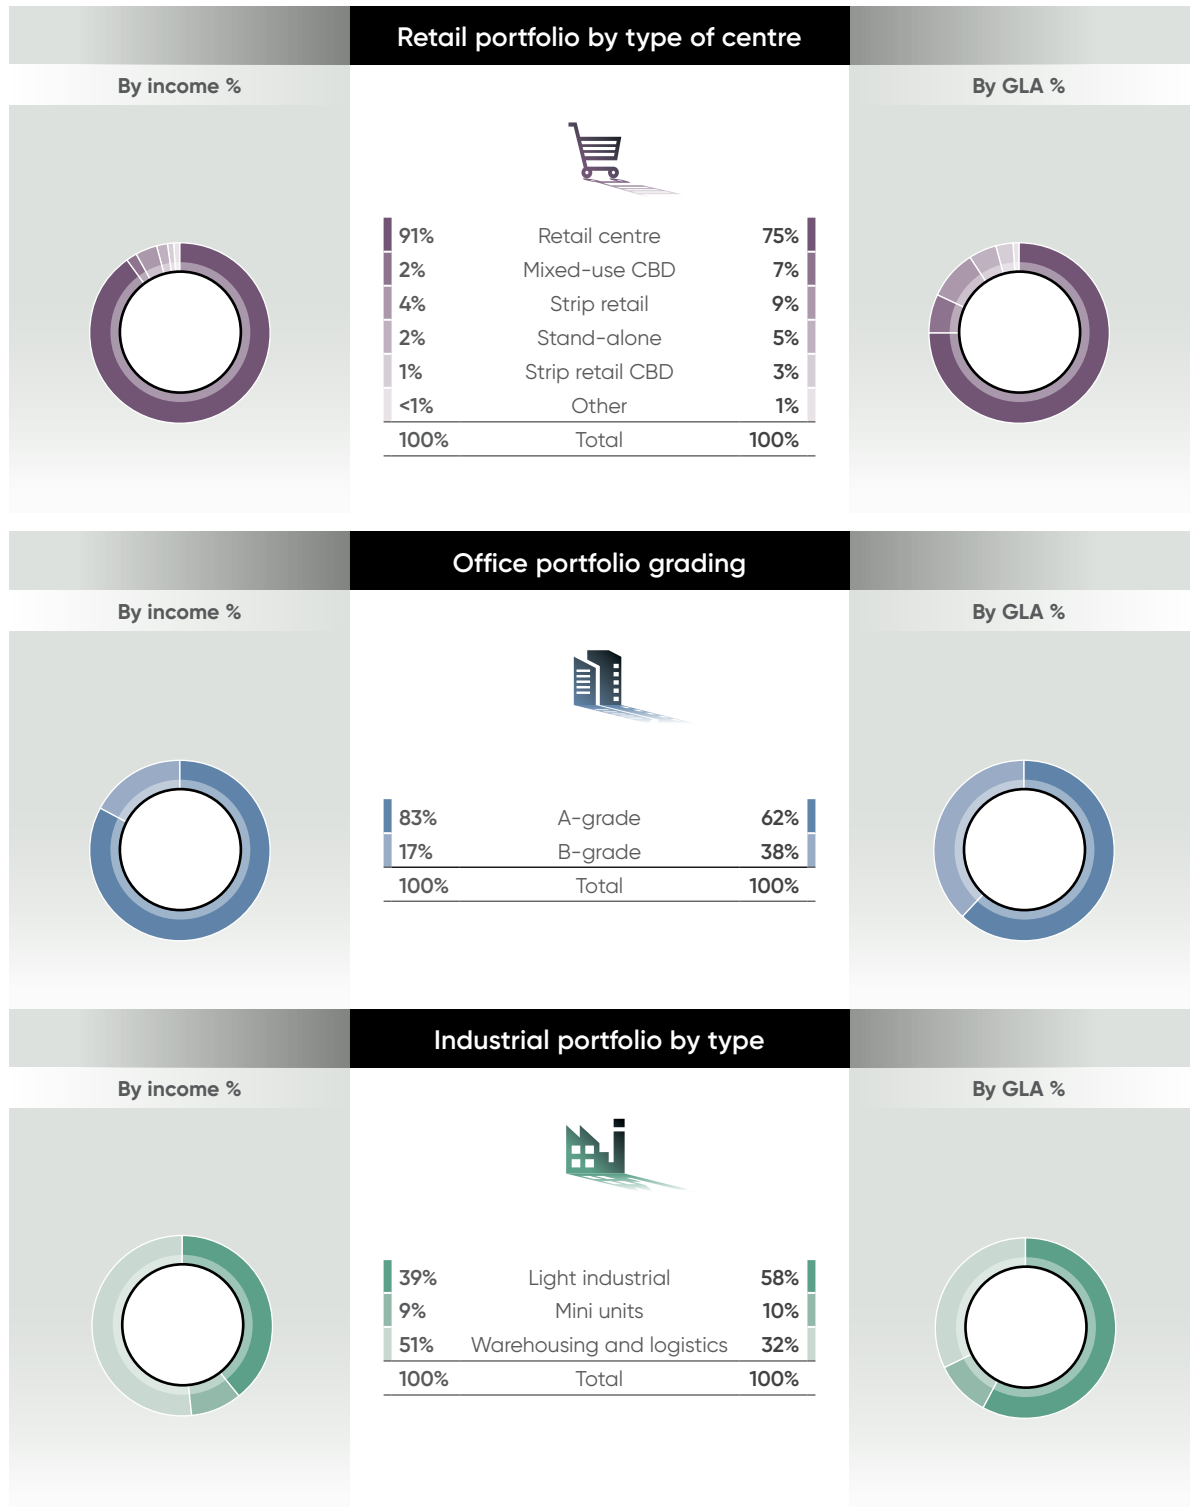 Retail portfolio by type of centre
By income %
By GLA %
91% Retail centre 75%
2% Mixed-use CBD 7%
4% Strip retail 9%
2% Stand-alone 5%
1% Strip retail CBD 3%
<1% Other 1%
100% Total 100%
Office portfolio grading
By income %
By GLA %
83% A-grade 62%
17% B-grade 38%
100% Total 100%
Industrial portfolio by type
By income %
By GLA %
39% Light industrial 58%
9% Mini units 10%
51% Warehousing and logistics 32%
100% Total 100%